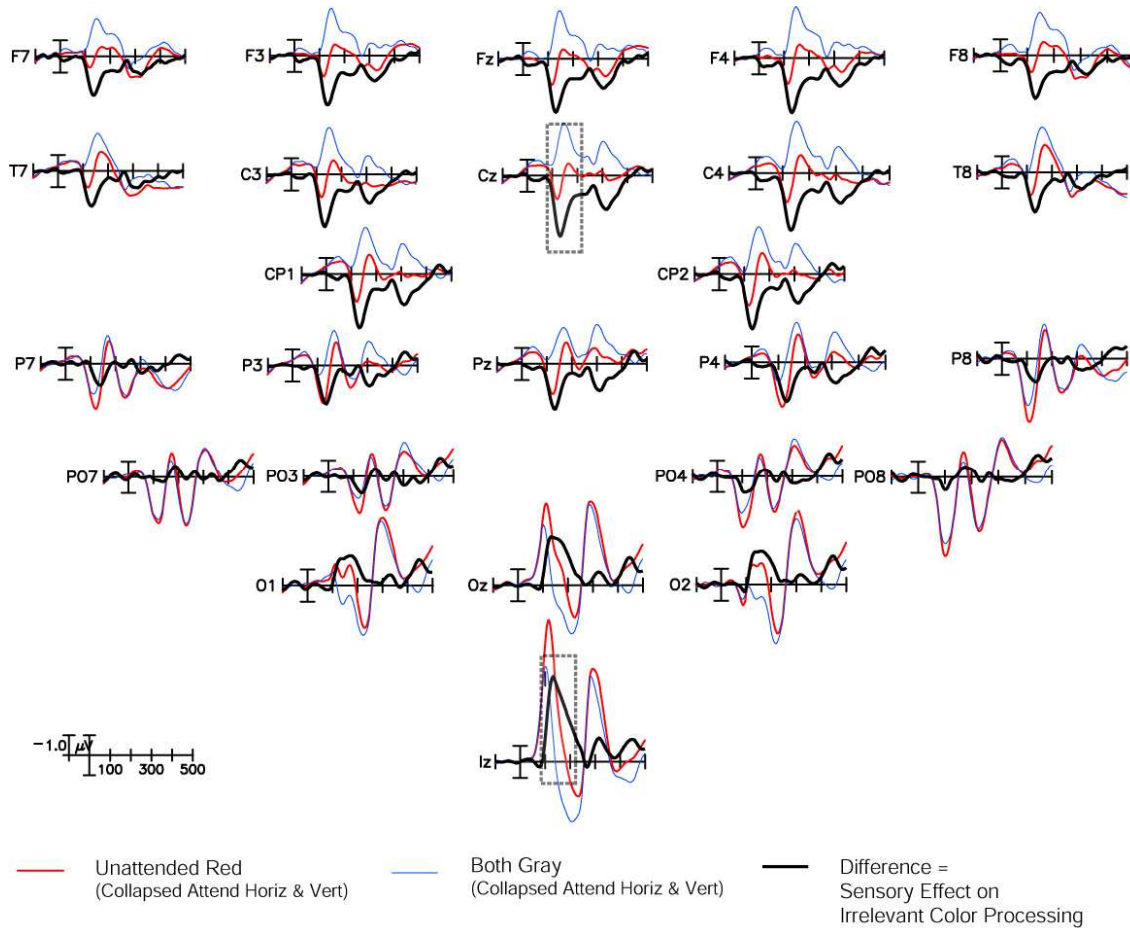 F7 F3 Fz F4 F8
T7 C3 Cz C4 T8
CP1 CP2
P7 P3 Pz P4 P8
PO7 PO3 PO4 PO8
O1 Oz O2
Iz
−1.0 μV
100 300 500
Unattended Red
(Collapsed Attend Horiz & Vert)
Both Gray
(Collapsed Attend Horiz & Vert)
Difference =
Sensory Effect on
Irrelevant Color Processing